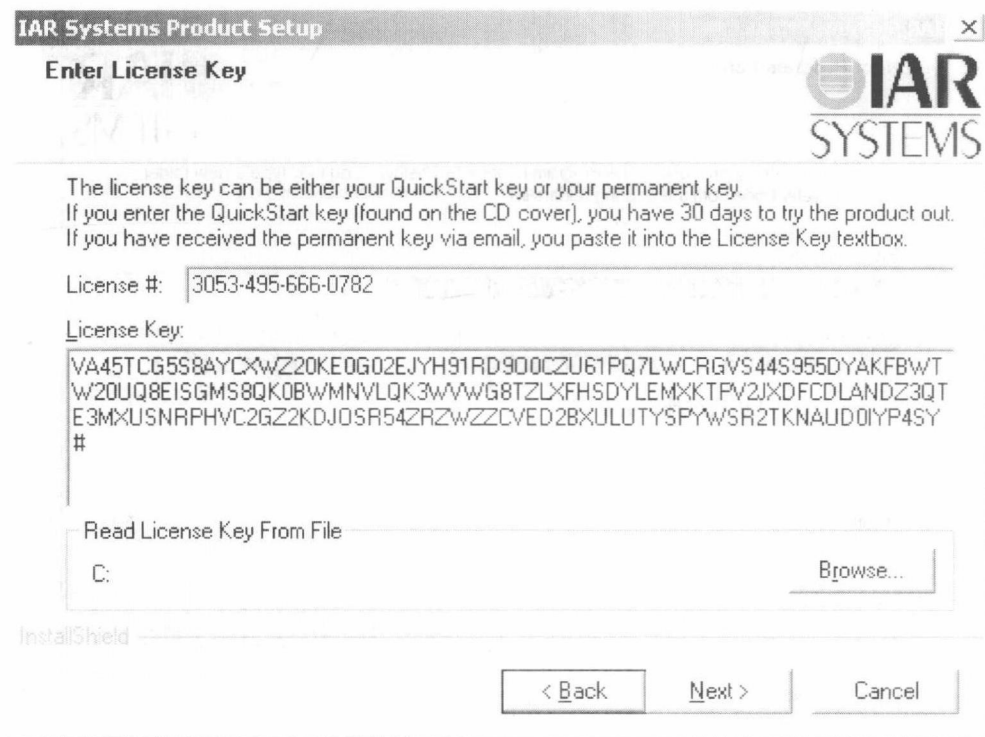 IAR Systems Product Setup
Enter License Key
IAR
SYSTEMS
The license key can be either your QuickStart key or your permanent key.
If you enter the QuickStart key (found on the CD cover), you have 30 days to try the product out.
If you have received the permanent key via email, you paste it into the License Key textbox.
License #: 3053-495-666-0782
License Key:
VA45TCG5S8AYCXWZ20KE0G02EJYH91RD9O0CZU61PQ7LWCRGVS44S955DYAKFBWT
W20UQ8EISGMS8QK0BWMNVLQK3WVWG8TZLXFHSDYLEMXKTPV2JXDFCDLANDZ3QT
E3MXUSNRPHVC2GZ2KDJOSR54ZRZWZZCVED2BXULUTYSPYWSR2TKNAUD0IYP4SY
#
Read License Key From File
C:
Browse...
InstallShield
< Back Next > Cancel